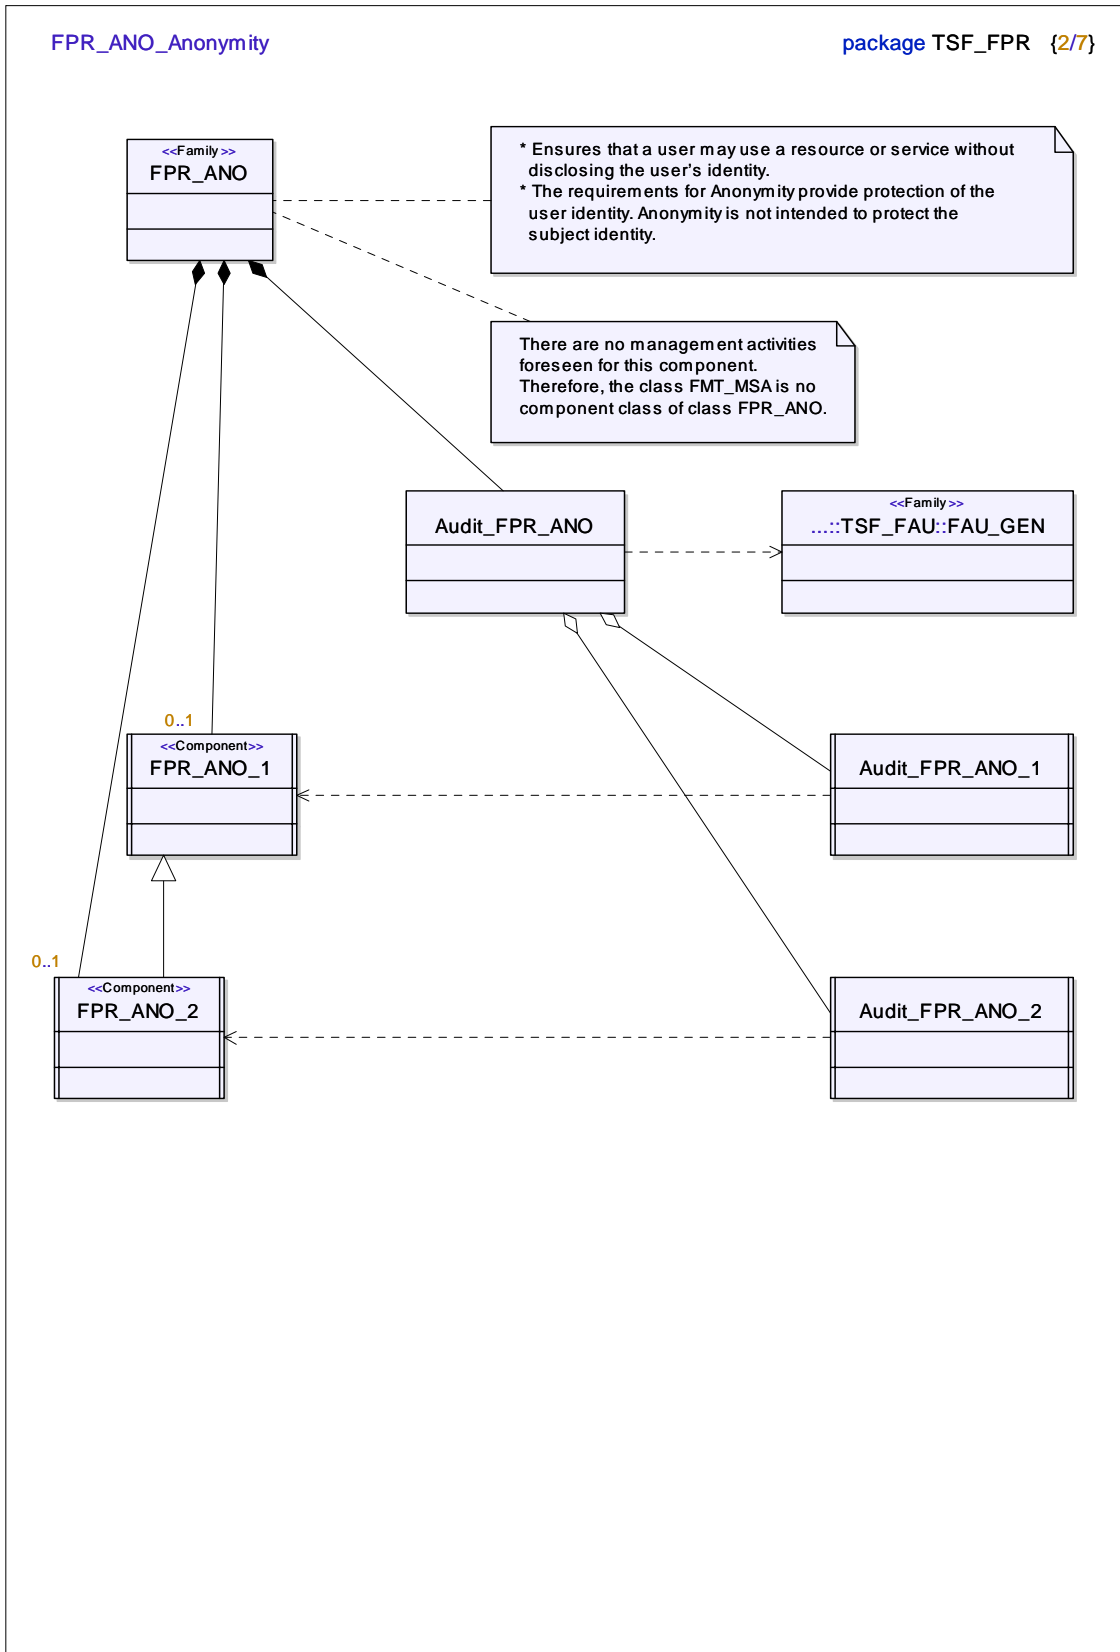 FPR_ANO_Anonymity
package TSF_FPR {2/7}
<<Family>>
FPR_ANO
* Ensures that a user may use a resource or service without
disclosing the user's identity.
* The requirements for Anonymity provide protection of the
user identity. Anonymity is not intended to protect the
subject identity.
There are no management activities
foreseen for this component.
Therefore, the class FMT_MSA is no
component class of class FPR_ANO.
Audit_FPR_ANO
<<Family>>
...::TSF_FAU::FAU_GEN
0..1
<<Component>>
FPR_ANO_1
Audit_FPR_ANO_1
0..1
<<Component>>
FPR_ANO_2
Audit_FPR_ANO_2